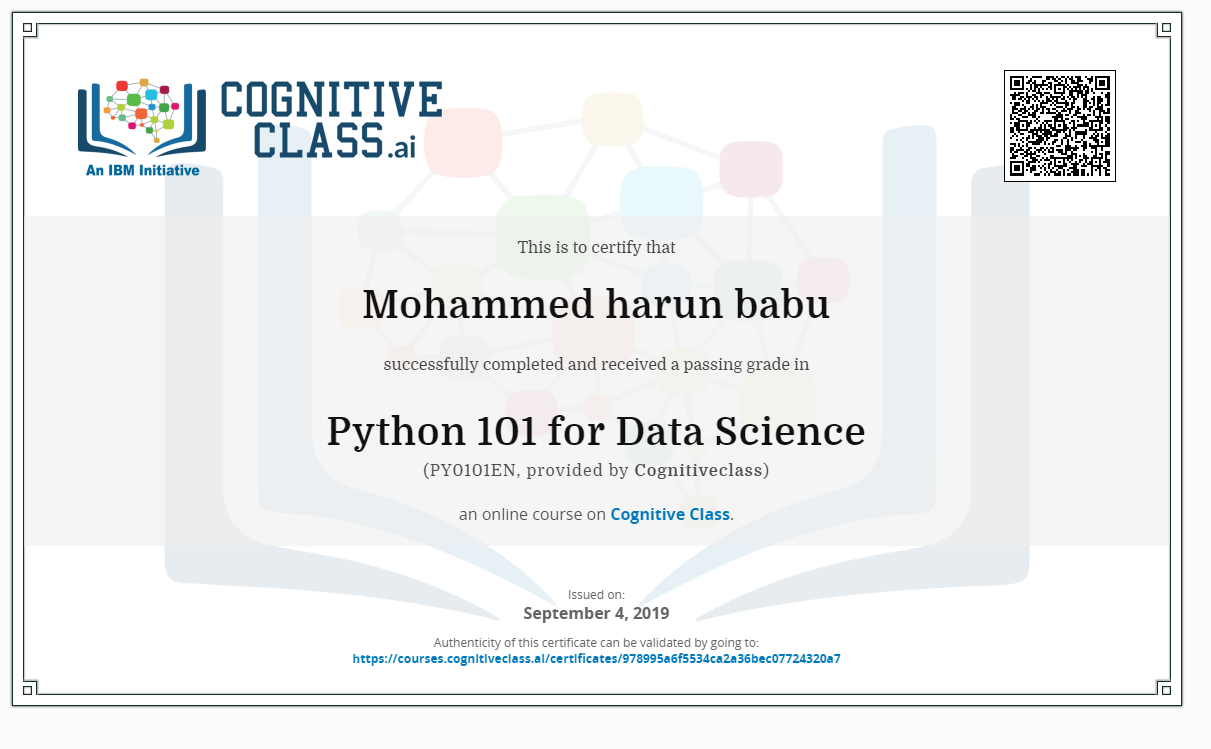 COGNITIVE
CLASS.ai
An IBM Initiative
This is to certify that
Mohammed harun babu
successfully completed and received a passing grade in
Python 101 for Data Science
(PY0101EN, provided by Cognitiveclass)
an online course on Cognitive Class.
Issued on:
September 4, 2019
Authenticity of this certificate can be validated by going to:
https://courses.cognitiveclass.ai/certificates/978995a6f5534ca2a36bec07724320a7